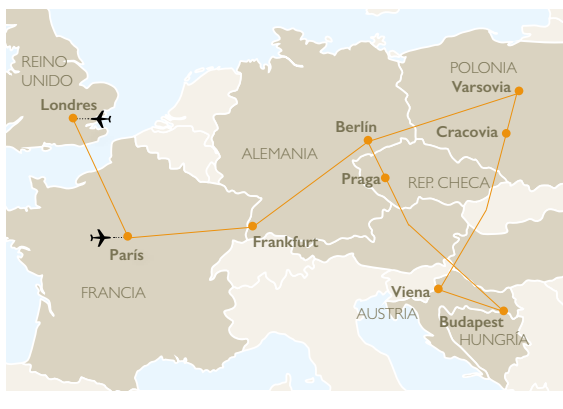 REINO
UNIDO
Londres
POLONIA
Varsovia
Berlín
Cracovia
ALEMANIA
Praga
REP. CHECA
Frankfurt
París
FRANCIA
Viena
AUSTRIA
Budapest
HUNGRÍA